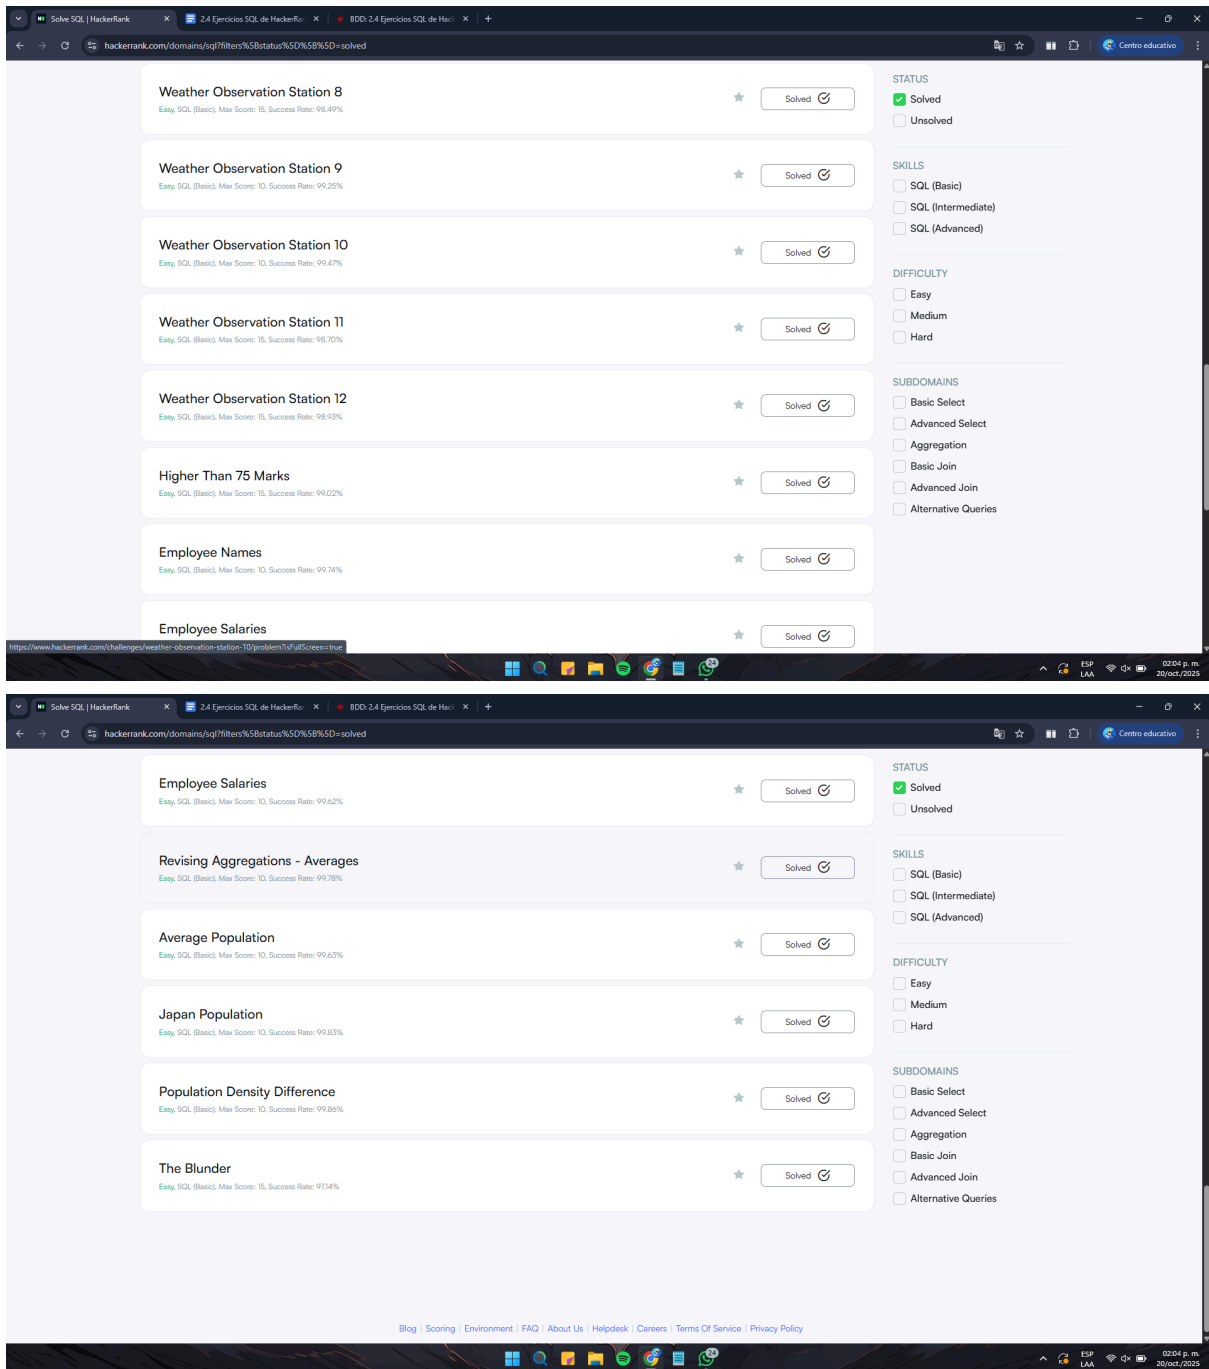 Solve SQL | HackerRank
2.4 Ejercicios SQL de HackerRa
BDD: 2.4 Ejercicios SQL de Hack
hackerrank.com/domains/sql?filters%5Bstatus%5D%5B%5D=solved
Centro educativo
Weather Observation Station 8
Easy, SQL (Basic), Max Score: 15, Success Rate: 98.49%
Solved
Weather Observation Station 9
Easy, SQL (Basic), Max Score: 10, Success Rate: 99.25%
Solved
Weather Observation Station 10
Easy, SQL (Basic), Max Score: 10, Success Rate: 99.47%
Solved
Weather Observation Station 11
Easy, SQL (Basic), Max Score: 15, Success Rate: 98.70%
Solved
Weather Observation Station 12
Easy, SQL (Basic), Max Score: 15, Success Rate: 98.93%
Solved
Higher Than 75 Marks
Easy, SQL (Basic), Max Score: 15, Success Rate: 99.02%
Solved
Employee Names
Easy, SQL (Basic), Max Score: 10, Success Rate: 99.74%
Solved
Employee Salaries
Solved
STATUS
Solved
Unsolved
SKILLS
SQL (Basic)
SQL (Intermediate)
SQL (Advanced)
DIFFICULTY
Easy
Medium
Hard
SUBDOMAINS
Basic Select
Advanced Select
Aggregation
Basic Join
Advanced Join
Alternative Queries
https://www.hackerrank.com/challenges/weather-observation-station-10/problem?isFullScreen=true
24
ESP
LAA
02:04 p. m.
20/oct./2025
Solve SQL | HackerRank
2.4 Ejercicios SQL de HackerRa
BDD: 2.4 Ejercicios SQL de Hack
hackerrank.com/domains/sql?filters%5Bstatus%5D%5B%5D=solved
Centro educativo
Employee Salaries
Easy, SQL (Basic), Max Score: 10, Success Rate: 99.62%
Solved
Revising Aggregations - Averages
Easy, SQL (Basic), Max Score: 10, Success Rate: 99.78%
Solved
Average Population
Easy, SQL (Basic), Max Score: 10, Success Rate: 99.63%
Solved
Japan Population
Easy, SQL (Basic), Max Score: 10, Success Rate: 99.83%
Solved
Population Density Difference
Easy, SQL (Basic), Max Score: 10, Success Rate: 99.86%
Solved
The Blunder
Easy, SQL (Basic), Max Score: 15, Success Rate: 97.14%
Solved
STATUS
Solved
Unsolved
SKILLS
SQL (Basic)
SQL (Intermediate)
SQL (Advanced)
DIFFICULTY
Easy
Medium
Hard
SUBDOMAINS
Basic Select
Advanced Select
Aggregation
Basic Join
Advanced Join
Alternative Queries
Blog | Scoring | Environment | FAQ | About Us | Helpdesk | Careers | Terms Of Service | Privacy Policy
24
ESP
LAA
02:04 p. m.
20/oct./2025